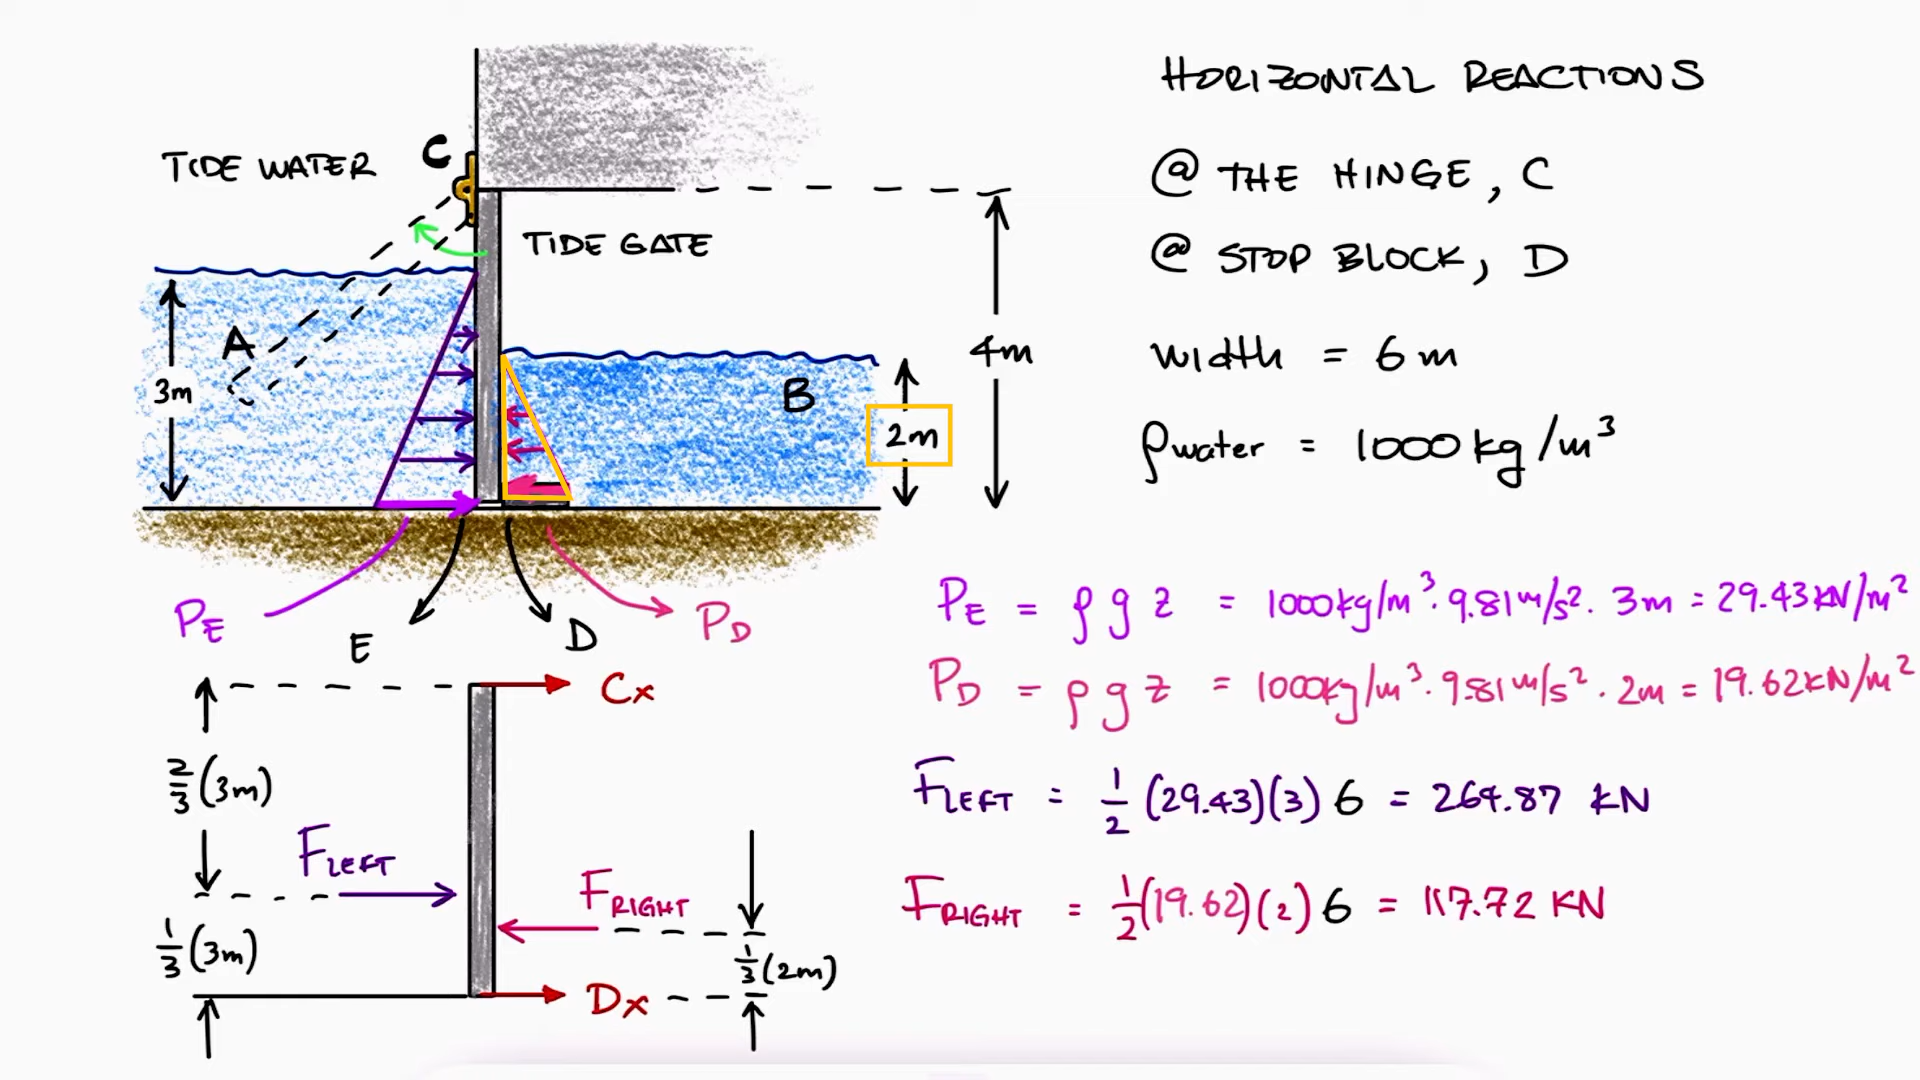 TIDE WATER
C
TIDE GATE
A
3m
B
2m
4m
PE
E
D
PD
Cx
2/3 (3m)
FLEFT
FRIGHT
1/3 (3m)
1/3 (2m)
Dx
HORIZONTAL REACTIONS
@ THE HINGE, C
@ STOP BLOCK, D
width = 6m
ρwater = 1000kg/m³
PE = ρ g z = 1000kg/m³ · 9.81m/s² · 3m = 29.43kN/m²
PD = ρ g z = 1000kg/m³ · 9.81m/s² · 2m = 19.62kN/m²
FLEFT = 1/2 (29.43)(3) 6 = 264.87 KN
FRIGHT = 1/2 (19.62)(2) 6 = 117.72 KN